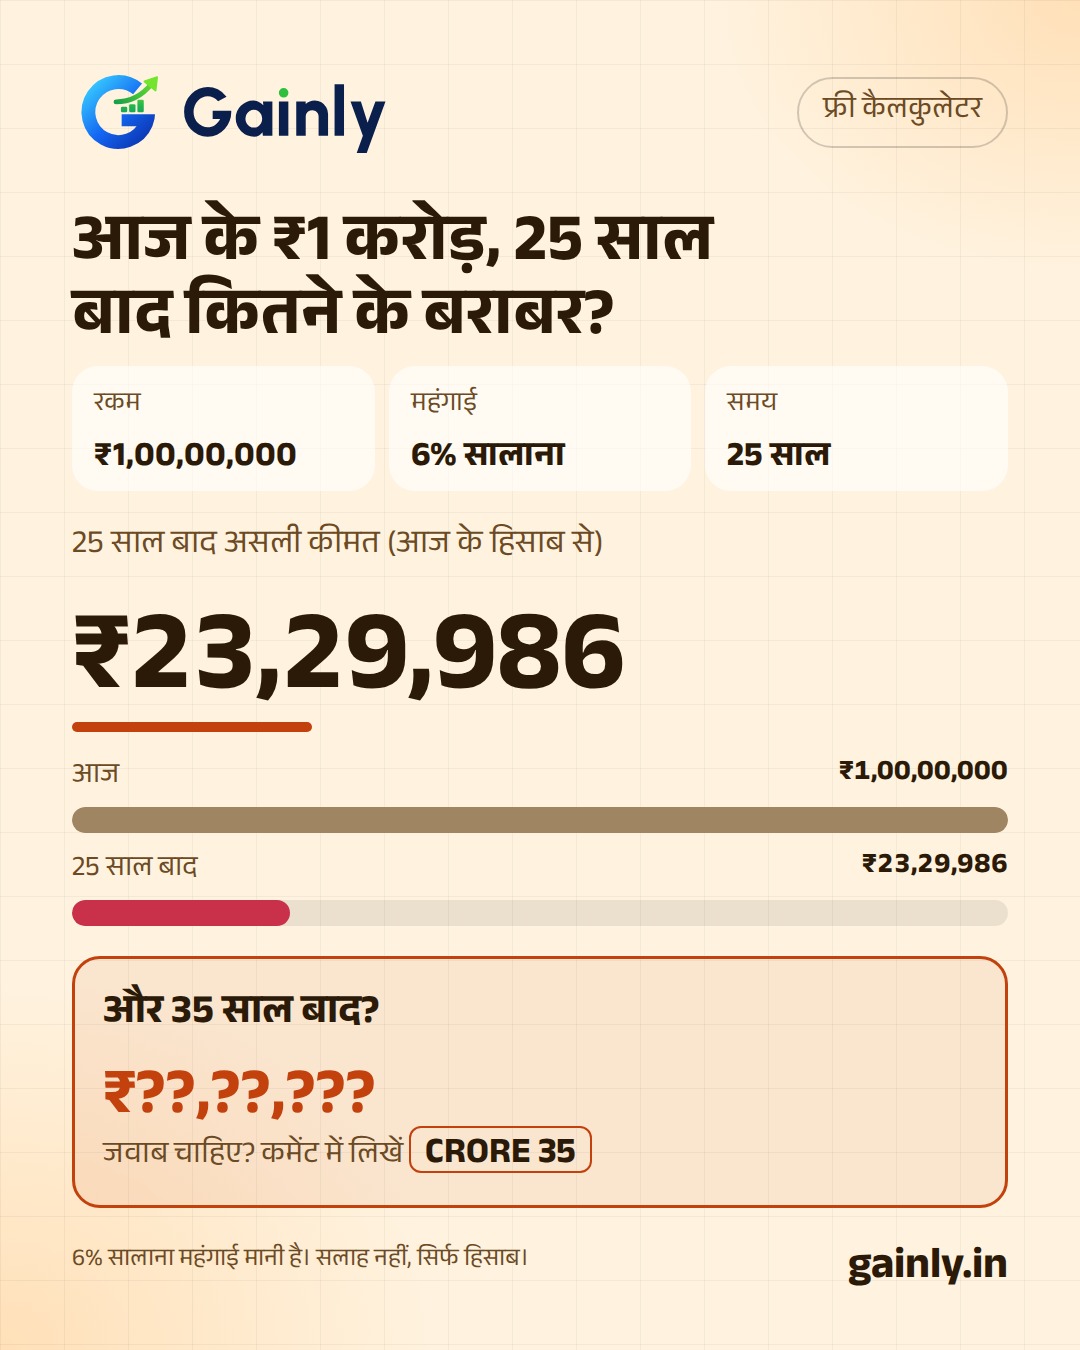 Gainly
फ्री कैलकुलेटर
आज के ₹1 करोड़, 25 साल
बाद कितने के बराबर?
रकम
₹1,00,00,000
महंगाई
6% सालाना
समय
25 साल
25 साल बाद असली कीमत (आज के हिसाब से)
₹23,29,986
आज
₹1,00,00,000
25 साल बाद
₹23,29,986
और 35 साल बाद?
₹??,??,???
जवाब चाहिए? कमेंट में लिखें CRORE 35
6% सालाना महंगाई मानी है। सलाह नहीं, सिर्फ हिसाब।
gainly.in